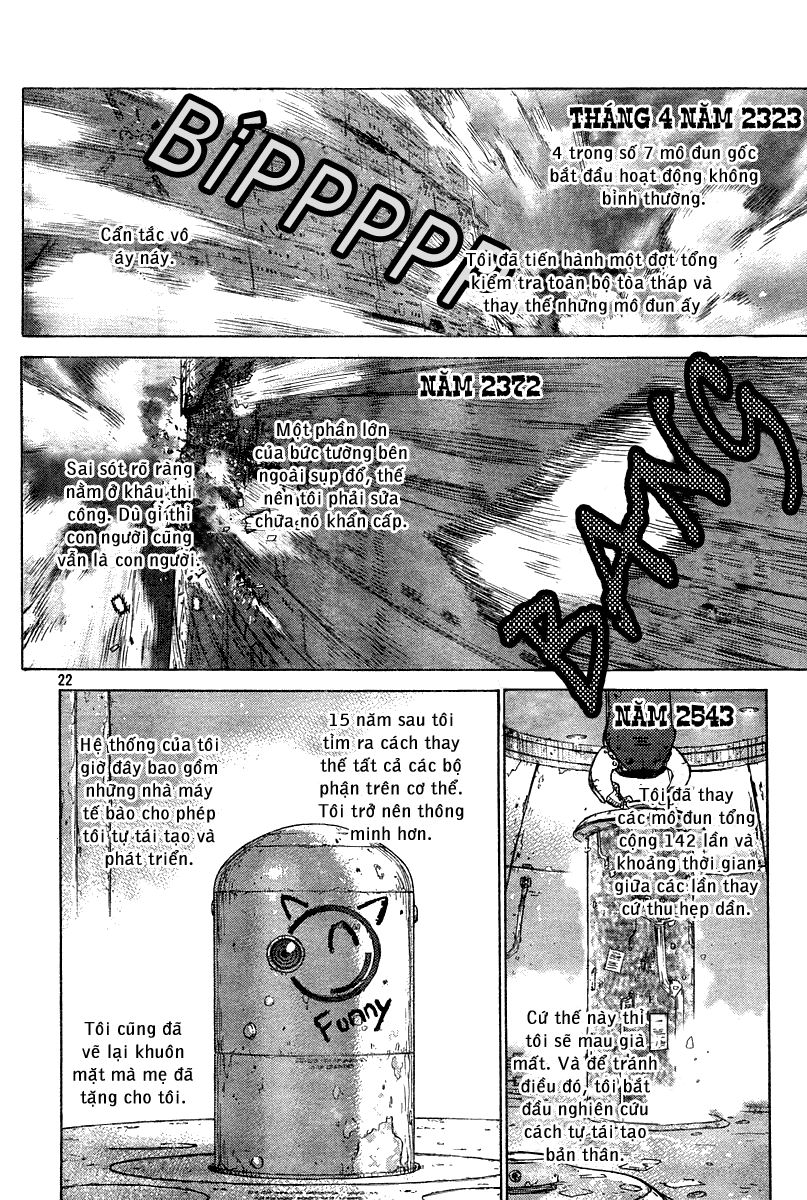 THÁNG 4 NĂM 2323
4 trong số 7 mô đun gốc
bắt đầu hoạt động không
bình thường.
BíPPPPPP
Tôi đã tiến hành một đợt tổng
kiểm tra toàn bộ tòa tháp và
thay thế những mô đun ấy
Cẩn tắc vô
áy náy.
NĂM 2372
Một phần lớn
của bức tường bên
ngoài sụp đổ, thế
nên tôi phải sửa
chữa nó khẩn cấp.
Sai sót rõ ràng
nằm ở khâu thi
công. Dù gì thì
con người cũng
vẫn là con người.
BANG
22
NĂM 2543
Tôi đã thay
các mô đun tổng
cộng 142 lần và
khoảng thời gian
giữa các lần thay
cứ thu hẹp dần.
Cứ thế này thì
tôi sẽ mau già
mất. Và để tránh
điều đó, tôi bắt
đầu nghiên cứu
cách tự tái tạo
bản thân.
15 năm sau tôi
tìm ra cách thay
thế tất cả các bộ
phận trên cơ thể.
Tôi trở nên thông
minh hơn.
Hệ thống của tôi
giờ đây bao gồm
những nhà máy
tế bào cho phép
tôi tự tái tạo và
phát triển.
Funny
Tôi cũng đã
vẽ lại khuôn
mặt mà mẹ đã
tặng cho tôi.